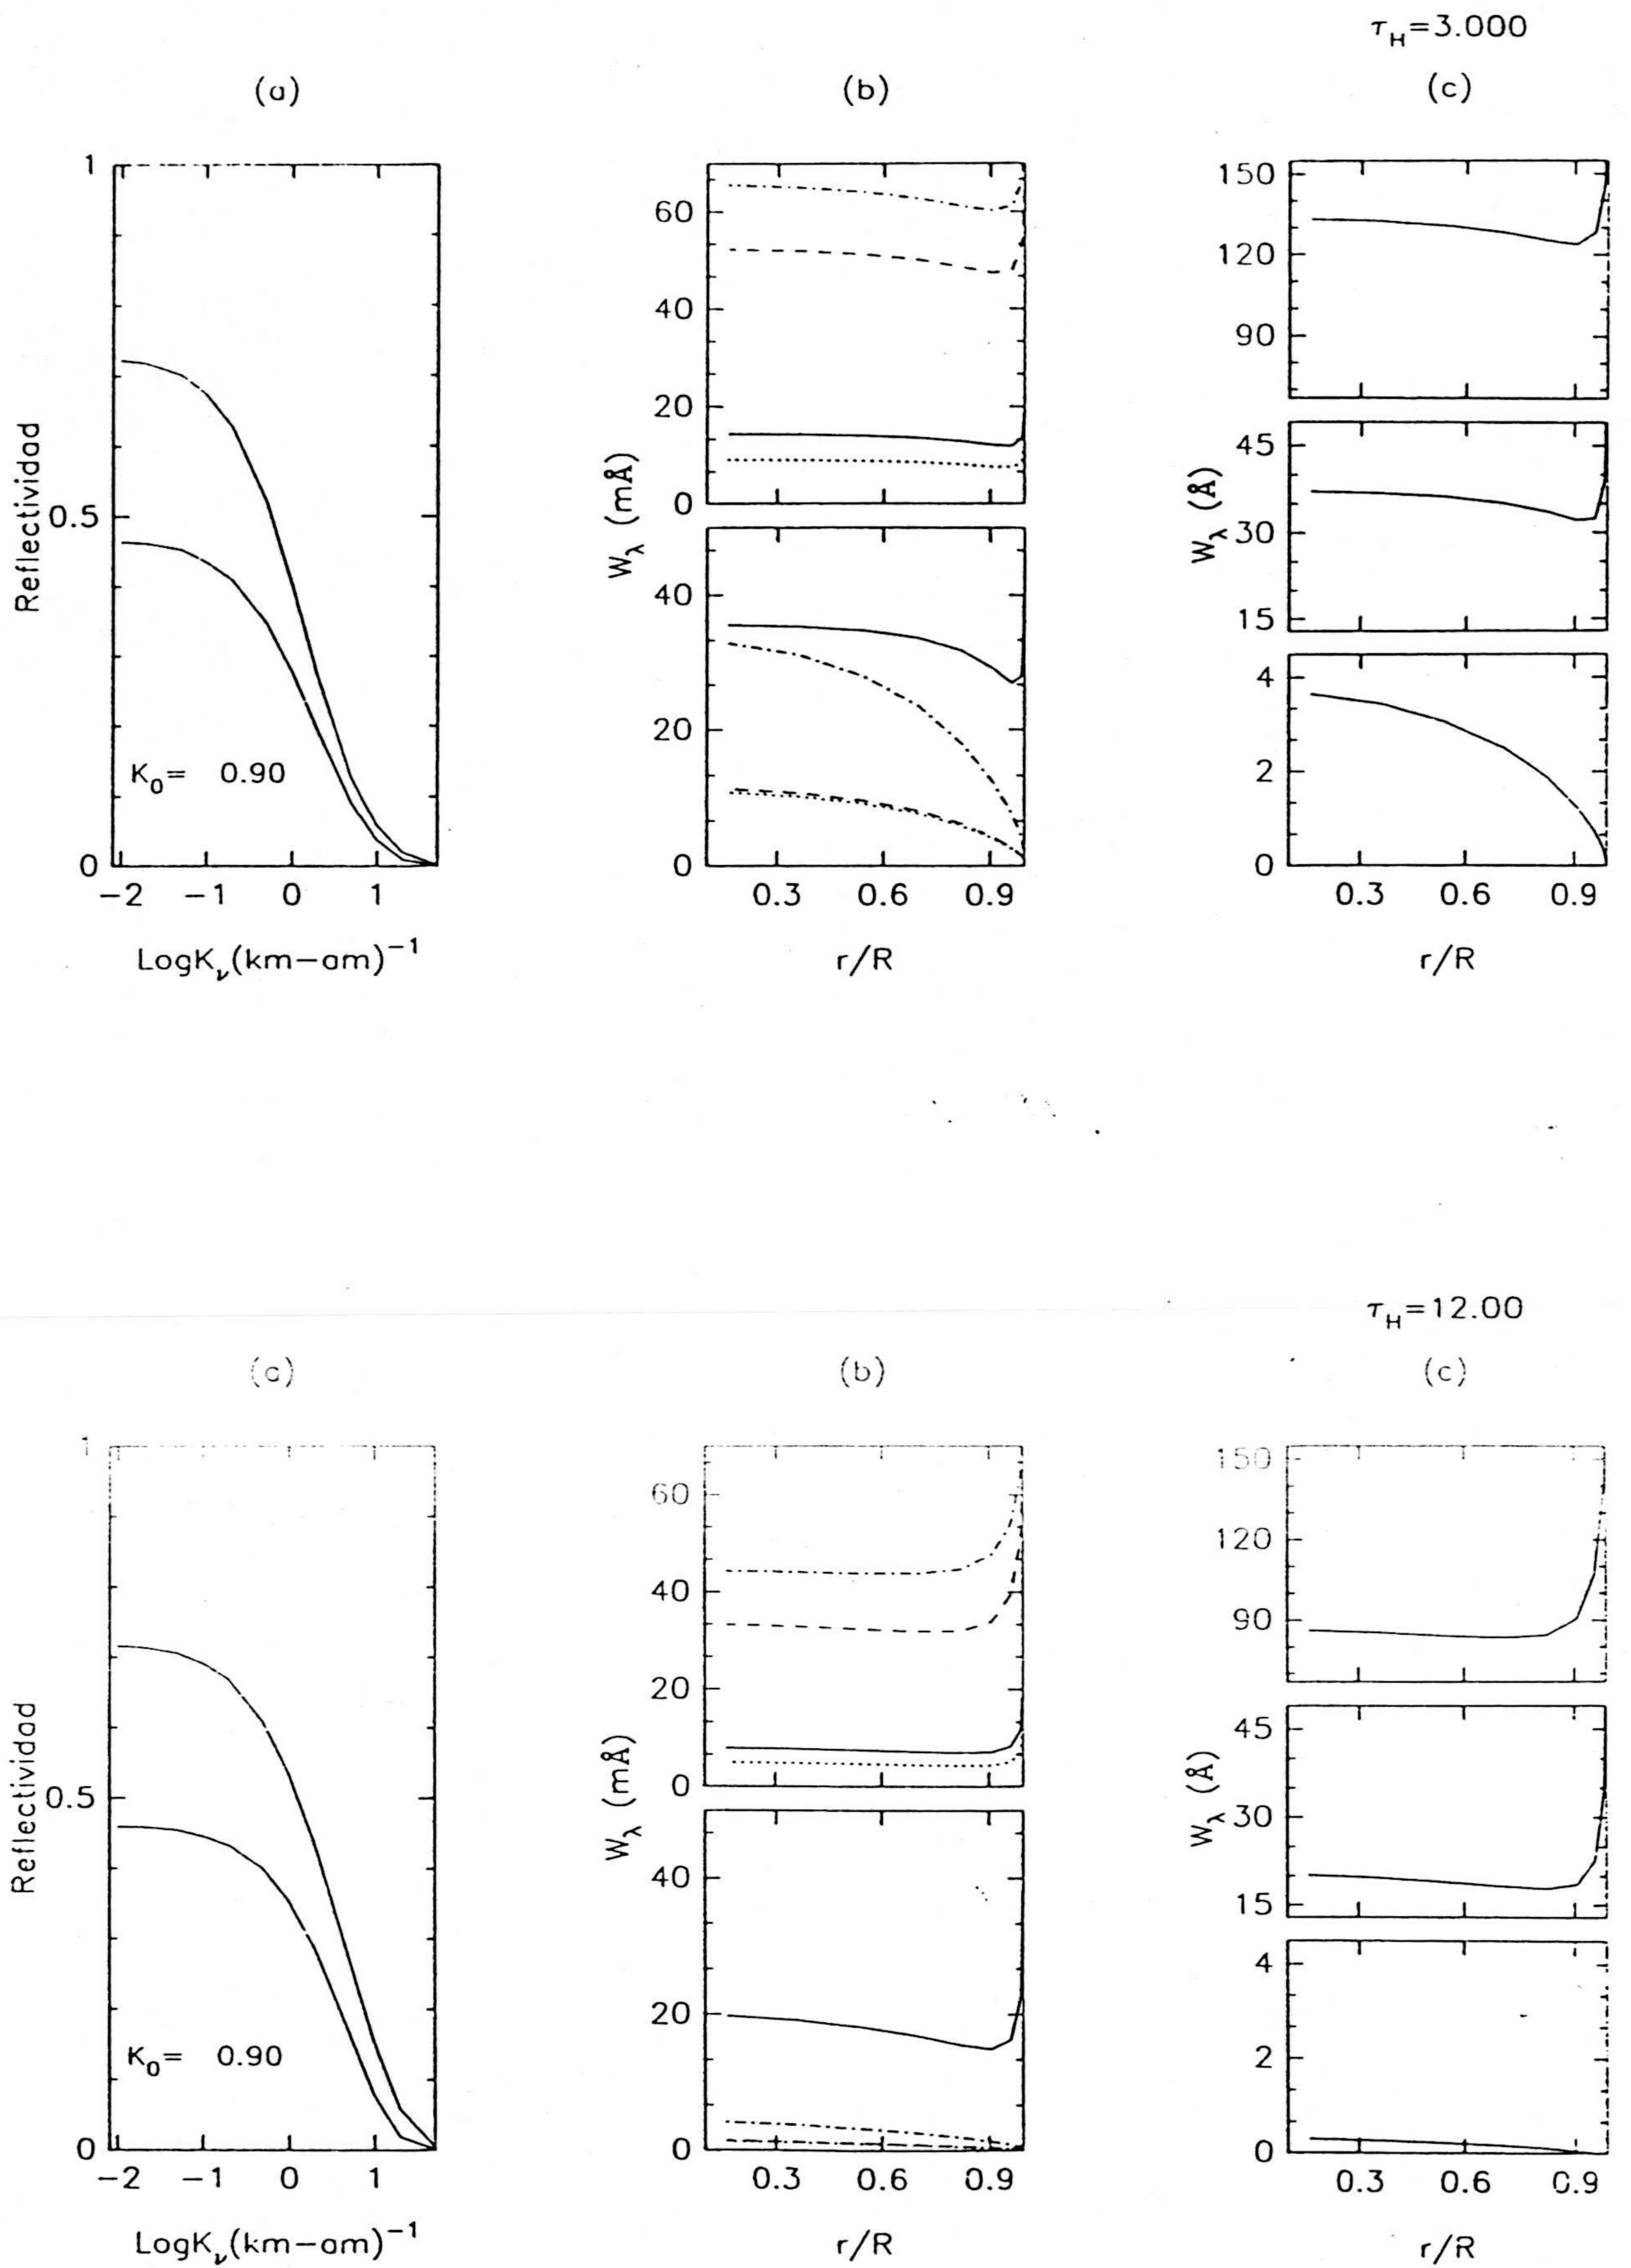 τH=3.000
(a)
(b)
(c)
1
0.5
0
Reflectividad
K0= 0.90
−2 −1 0 1
LogKν(km−am)−1
60
40
20
0
40
20
0
Wλ (mÅ)
0.3 0.6 0.9
r/R
150
120
90
45
30
15
4
2
0
Wλ (Å)
0.3 0.6 0.9
r/R
τH=12.00
(a)
(b)
(c)
1
0.5
0
Reflectividad
K0= 0.90
−2 −1 0 1
LogKν(km−am)−1
60
40
20
0
40
20
0
Wλ (mÅ)
0.3 0.6 0.9
r/R
150
120
90
45
30
15
4
2
0
Wλ (Å)
0.3 0.6 0.9
r/R